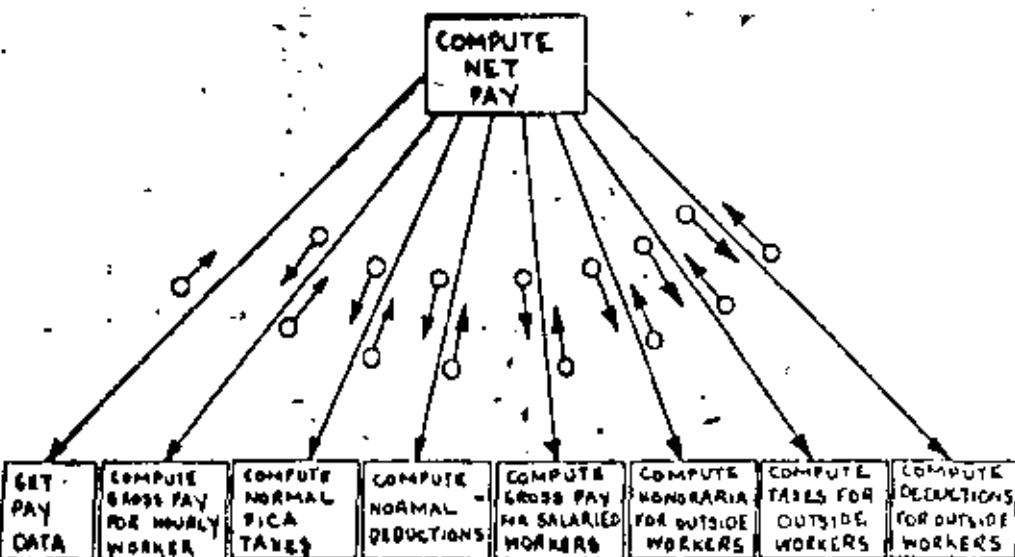 COMPUTE
NET
PAY
GET
PAY
DATA
COMPUTE
GROSS PAY
FOR HOURLY
WORKER
COMPUTE
NORMAL
FICA
TAXES
COMPUTE
NORMAL
DEDUCTIONS
COMPUTE
GROSS PAY
FOR SALARIED
WORKERS
COMPUTE
HONORARIA
FOR OUTSIDE
WORKERS
COMPUTE
TAXES FOR
OUTSIDE
WORKERS
COMPUTE
DEDUCTIONS
FOR OUTSIDE
WORKERS